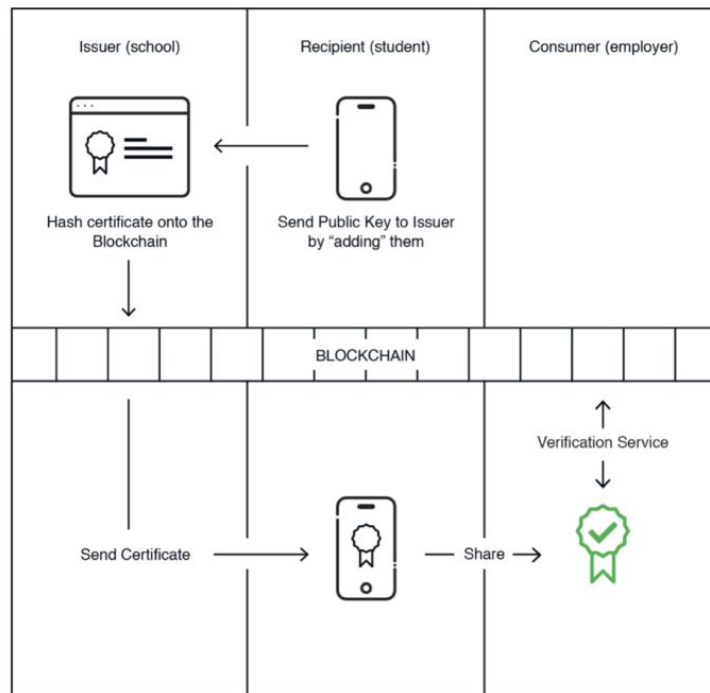 Issuer (school)
Recipient (student)
Consumer (employer)
Hash certificate onto the
Blockchain
Send Public Key to Issuer
by “adding” them
BLOCKCHAIN
Verification Service
Send Certificate
Share